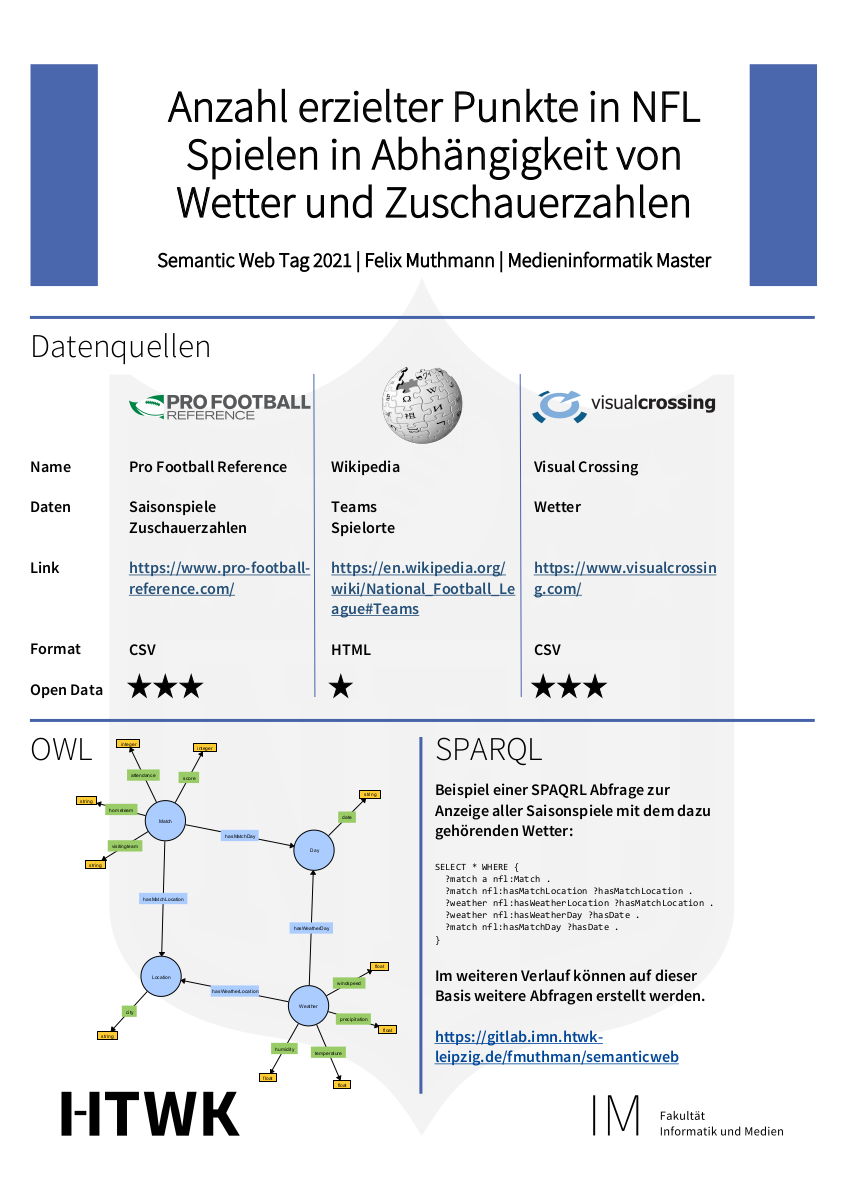 Anzahl erzielter Punkte in NFL
Spielen in Abhängigkeit von
Wetter und Zuschauerzahlen
Semantic Web Tag 2021 | Felix Muthmann | Medieninformatik Master
Datenquellen
PRO FOOTBALL
REFERENCE
visualcrossing
Name
Pro Football Reference
Wikipedia
Visual Crossing
Daten
Saisonspiele
Zuschauerzahlen
Teams
Spielorte
Wetter
Link
https://www.pro-football-
reference.com/
https://en.wikipedia.org/
wiki/National_Football_Le
ague#Teams
https://www.visualcrossin
g.com/
Format
CSV
HTML
CSV
Open Data
OWL
integer
integer
attendance
score
string
hometeam
Match
visitingteam
string
hasMatchDay
string
date
Day
hasMatchLocation
hasWeatherDay
Location
hasWeatherLocation
Weather
city
string
float
windspeed
precipitation
float
humidity
temperature
float
float
SPARQL
Beispiel einer SPAQRL Abfrage zur
Anzeige aller Saisonspiele mit dem dazu
gehörenden Wetter:
SELECT * WHERE {
?match a nfl:Match .
?match nfl:hasMatchLocation ?hasMatchLocation .
?weather nfl:hasWeatherLocation ?hasMatchLocation .
?weather nfl:hasWeatherDay ?hasDate .
?match nfl:hasMatchDay ?hasDate .
}
Im weiteren Verlauf können auf dieser
Basis weitere Abfragen erstellt werden.
https://gitlab.imn.htwk-
leipzig.de/fmuthman/semanticweb
HTWK
IM
Fakultät
Informatik und Medien